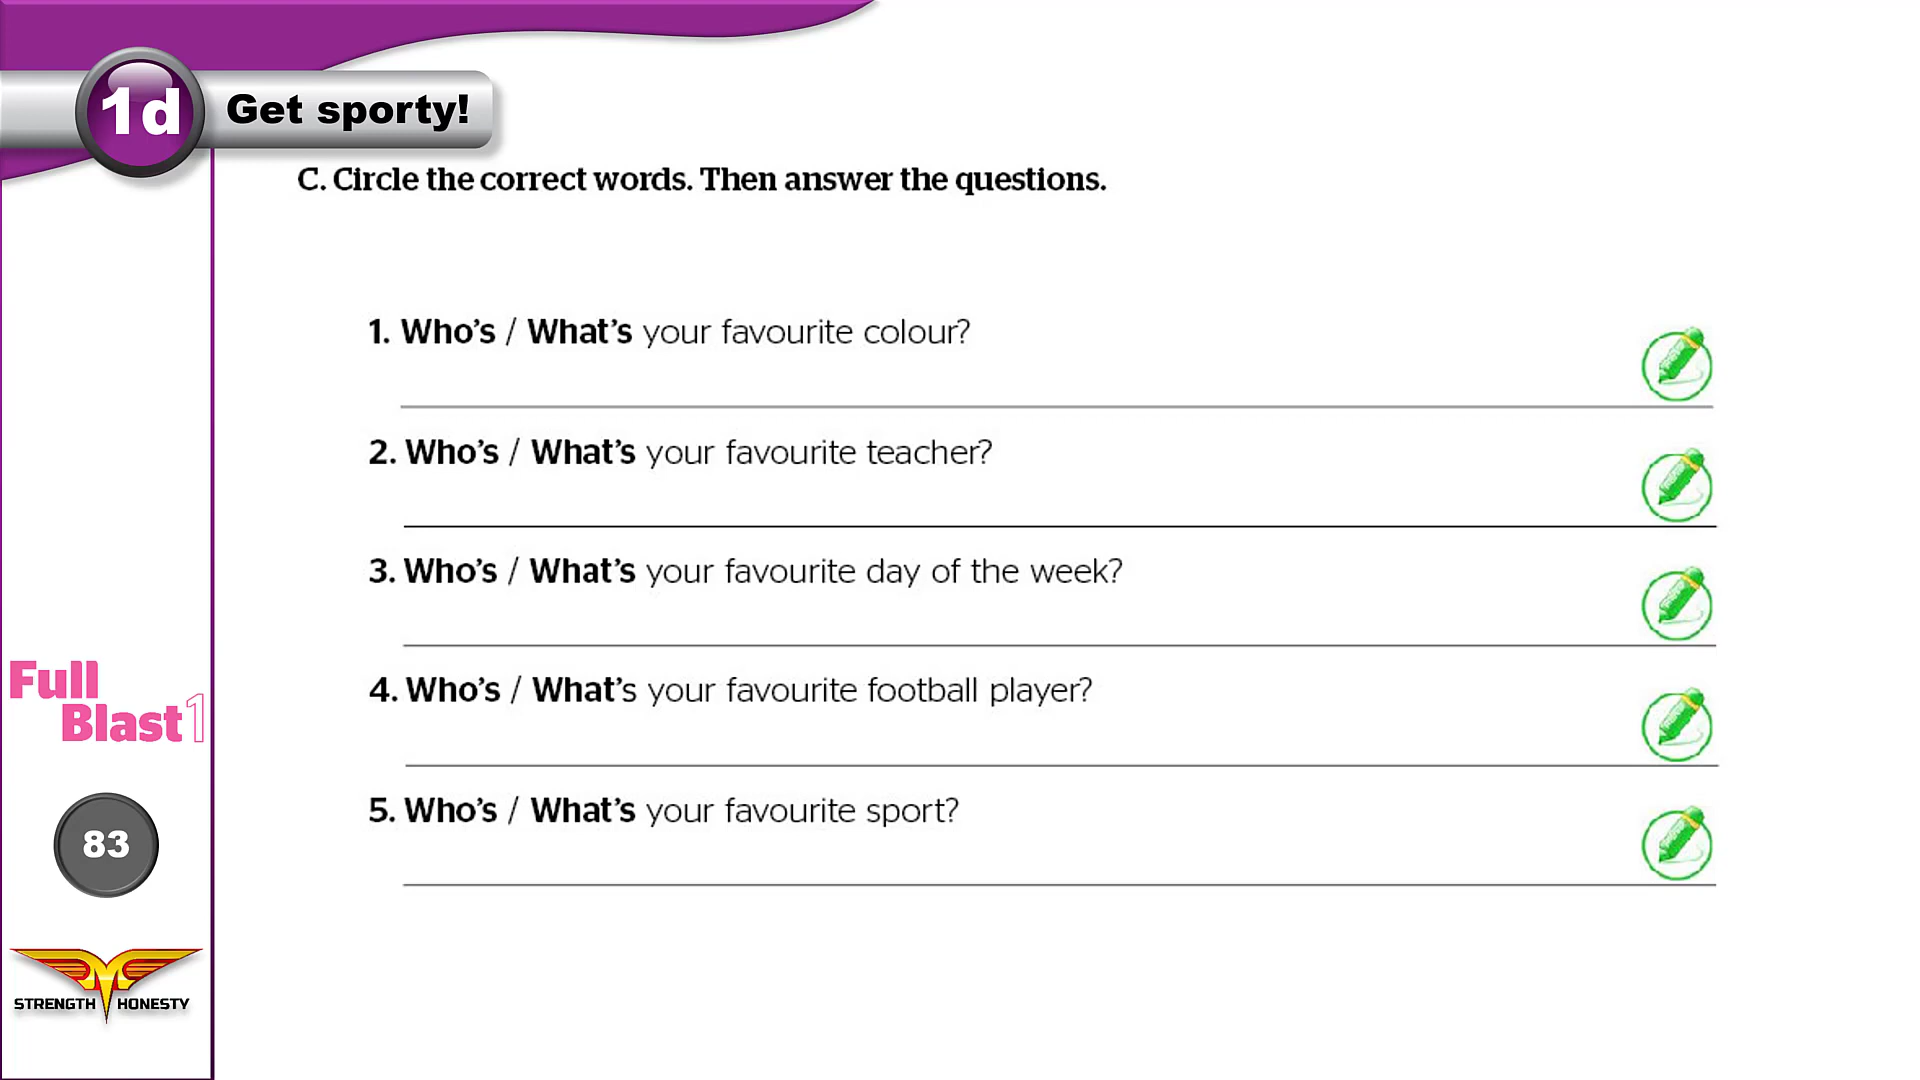 1d Get sporty!
C. Circle the correct words. Then answer the questions.
1. Who's / What's your favourite colour?
2. Who's / What's your favourite teacher?
3. Who's / What's your favourite day of the week?
4. Who's / What's your favourite football player?
5. Who's / What's your favourite sport?
Full
Blast 1
83
STRENGTH HONESTY